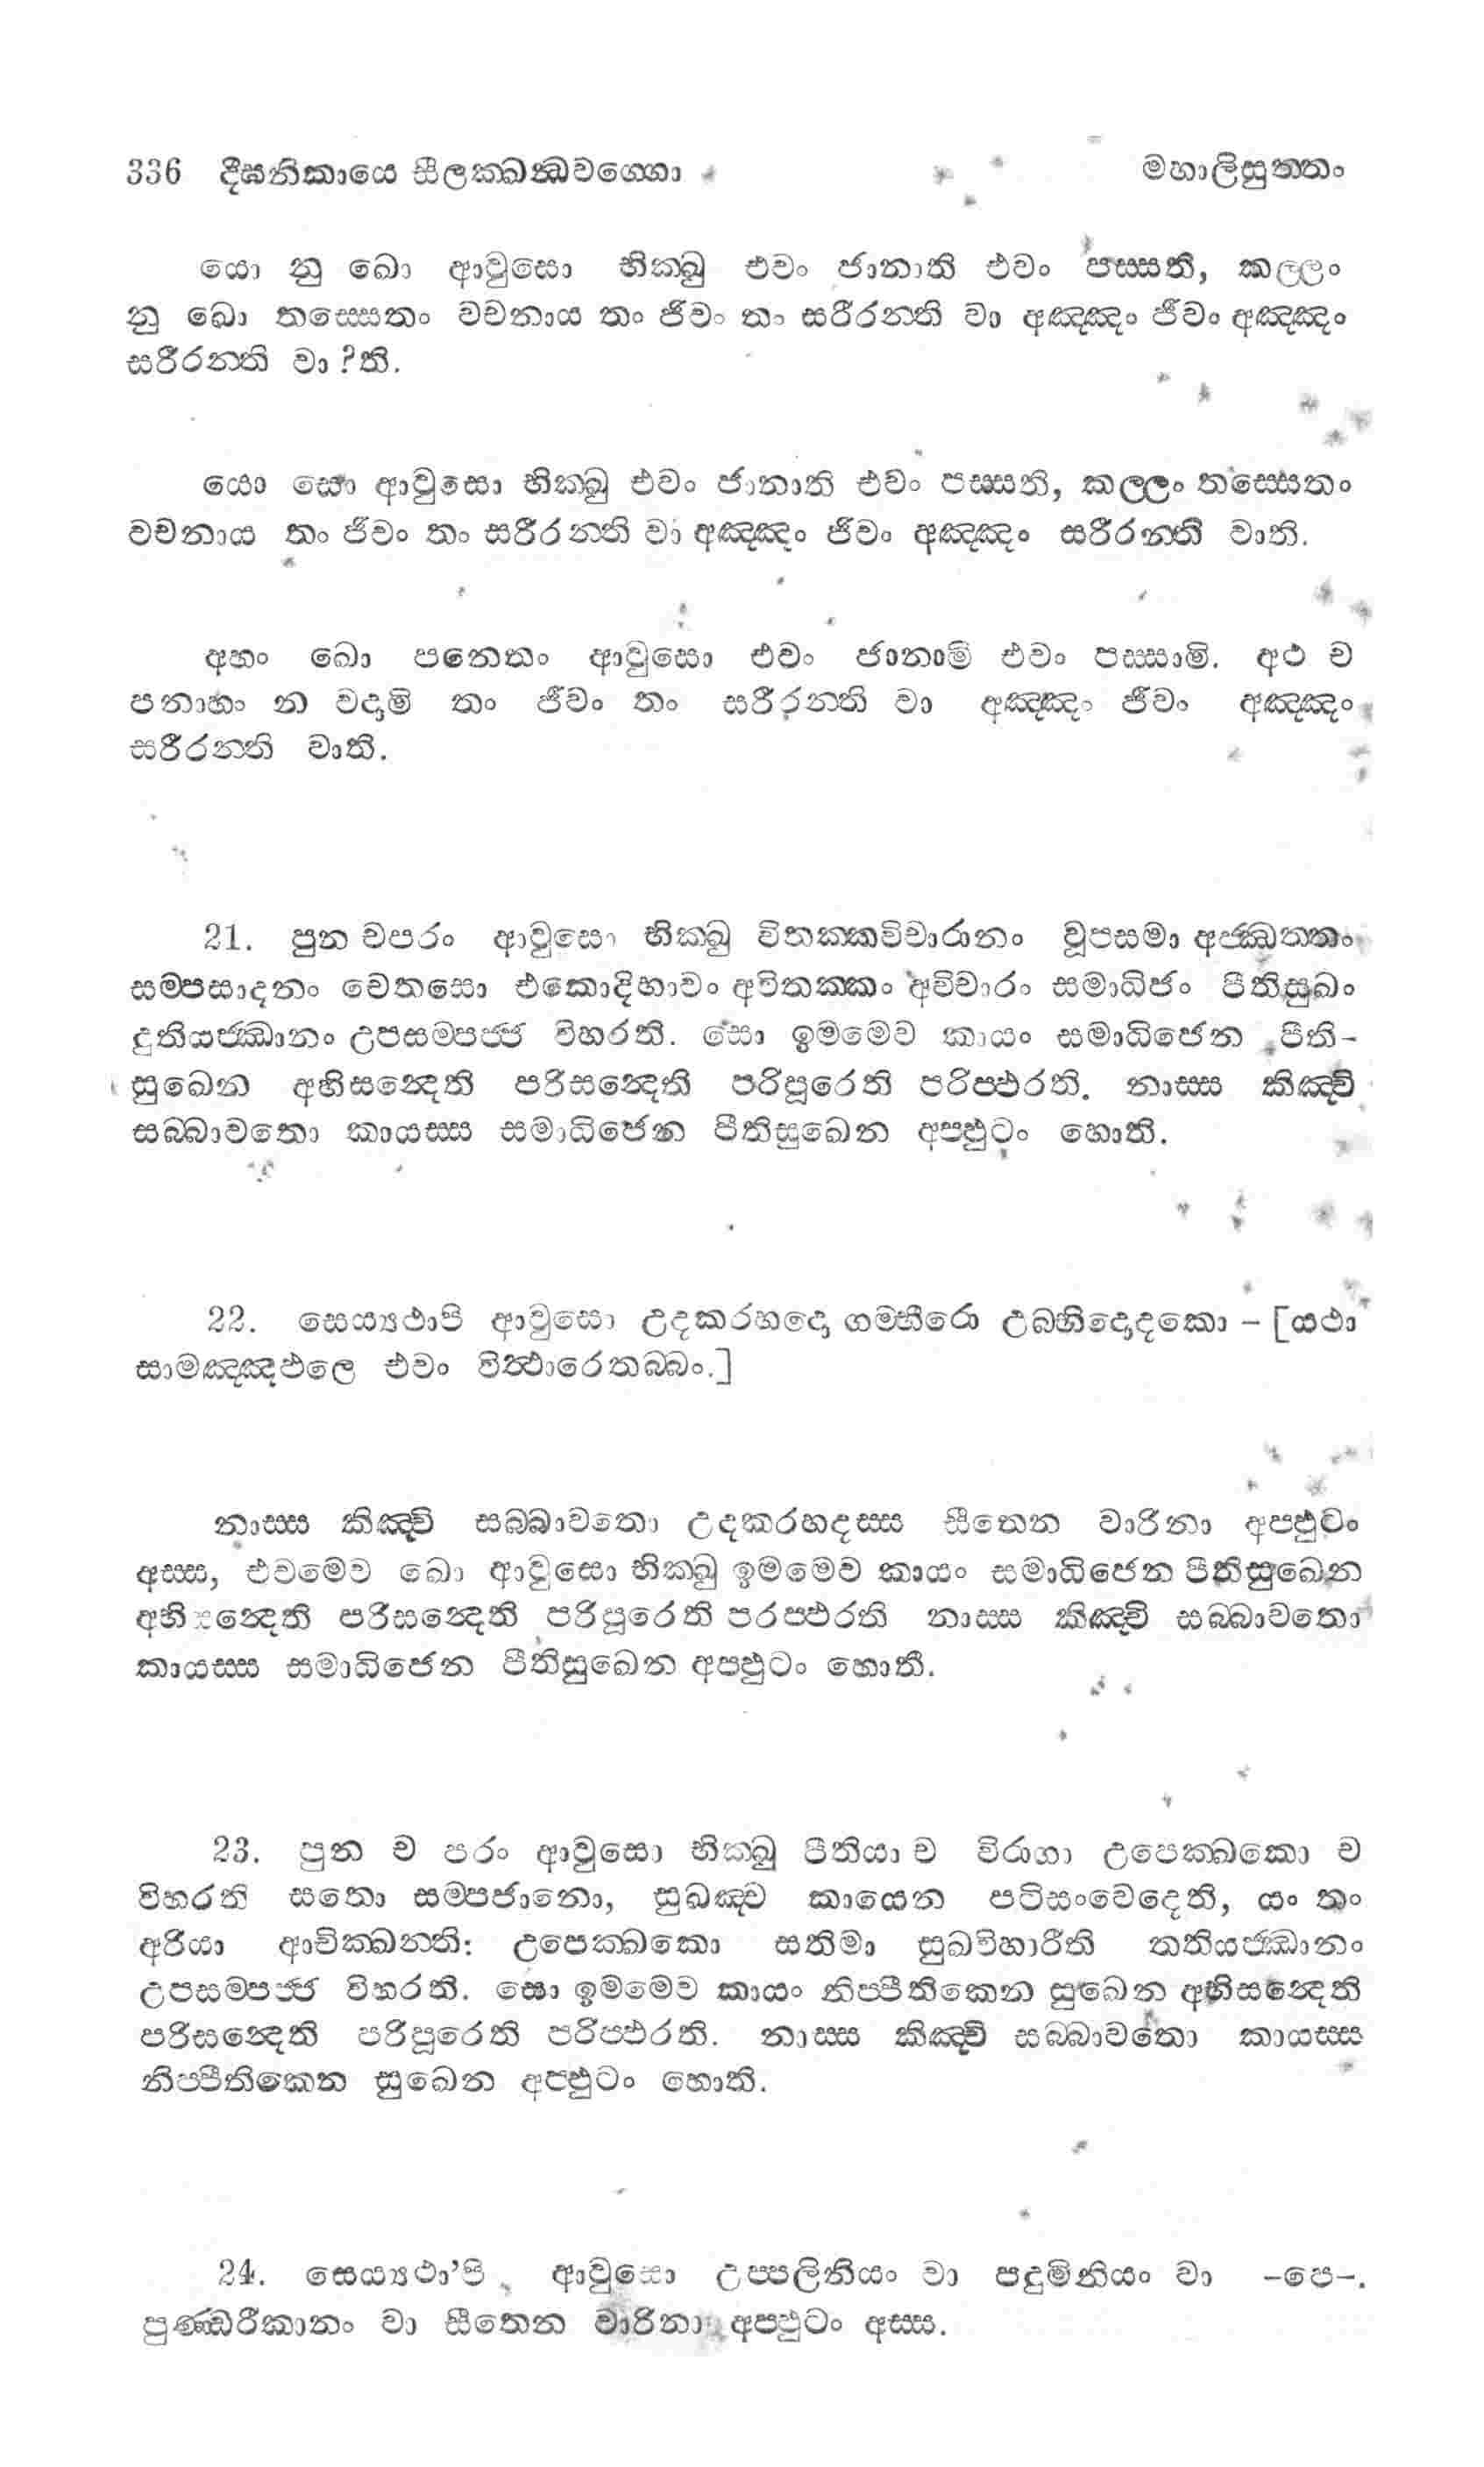 336 දීඝනිකායෙ සීලක්ඛන්ධවග්ගො මහාලිසුත්තං
යො නු ඛො ආවුසො භික්ඛු එවං ජානාති එවං පස්සති, කල්ලං
නු ඛො තස්සෙතං වචනාය තං ජීවං තං සරීරන්ති වා අඤ්ඤං ජීවං අඤ්ඤං
සරීරන්ති වා ?ති.
යො සො ආවුසො භික්ඛු එවං ජානාති එවං පස්සති, කල්ලං තස්සෙතං
වචනාය තං ජීවං තං සරීරන්ති වා අඤ්ඤං ජීවං අඤ්ඤං සරීරන්ති වාති.
අහං ඛො පනෙතං ආවුසො එවං ජානාමි එවං පස්සාමි. අථ ච
පනාහං න වදාමි තං ජීවං තං සරීරන්ති වා අඤ්ඤං ජීවං අඤ්ඤං
සරීරන්ති වාති.
21. පුන චපරං ආවුසො භික්ඛු විතක්කවිචාරානං වූපසමා අජ්ඣත්තං
සම්පසාදනං චෙතසො එකොදිභාවං අවිතක්කං අවිචාරං සමාධිජං පීතිසුඛං
දුතියජ්ඣානං උපසම්පජ්ජ විහරති. සො ඉමමෙව කායං සමාධිජෙන පීති-
සුඛෙන අභිසන්දෙති පරිසන්දෙති පරිපූරෙති පරිප්ඵරති. නාස්ස කිඤ්චි
සබ්බාවතො කායස්ස සමාධිජෙන පීතිසුඛෙන අප්ඵුටං හොති.
22. සෙය්‍යථාපි ආවුසො උදකරහදො ගම්භීරො උබ්භිදොදකො – [යථා
සාමඤ්ඤඵලෙ එවං විත්ථාරෙතබ්බං.]
නාස්ස කිඤ්චි සබ්බාවතො උදකරහදස්ස සීතෙන වාරිනා අප්ඵුටං
අස්ස, එවමෙව ඛො ආවුසො භික්ඛු ඉමමෙව කායං සමාධිජෙන පීතිසුඛෙන
අභිසන්දෙති පරිසන්දෙති පරිපූරෙති පරප්ඵරති නාස්ස කිඤ්චි සබ්බාවතො
කායස්ස සමාධිජෙන පීතිසුඛෙන අප්ඵුටං හොතී.
23. පුන ච පරං ආවුසො භික්ඛු පීතියා ච විරාගා උපෙක්ඛකො ච
විහරති සතො සම්පජානො, සුඛඤ්ච කායෙන පටිසංවෙදෙති, යං තං
අරියා ආචික්ඛන්ති: උපෙක්ඛකො සතිමා සුඛවිහාරීති තතියජ්ඣානං
උපසම්පජ්ජ විහරති. සො ඉමමෙව කායං නිප්පීතිකෙන සුඛෙන අභිසන්දෙති
පරිසන්දෙති පරිපූරෙති පරිප්ඵරති. නාස්ස කිඤ්චි සබ්බාවතො කායස්ස
නිප්පීතිකෙන සුඛෙන අප්ඵුටං හොති.
24. සෙය්‍යථා’පි ආවුසො උප්පලිනියං වා පදුමිනියං වා –පෙ–.
පුණ්ඩරීකානං වා සීතෙන වාරිනා අප්ඵුටං අස්ස.